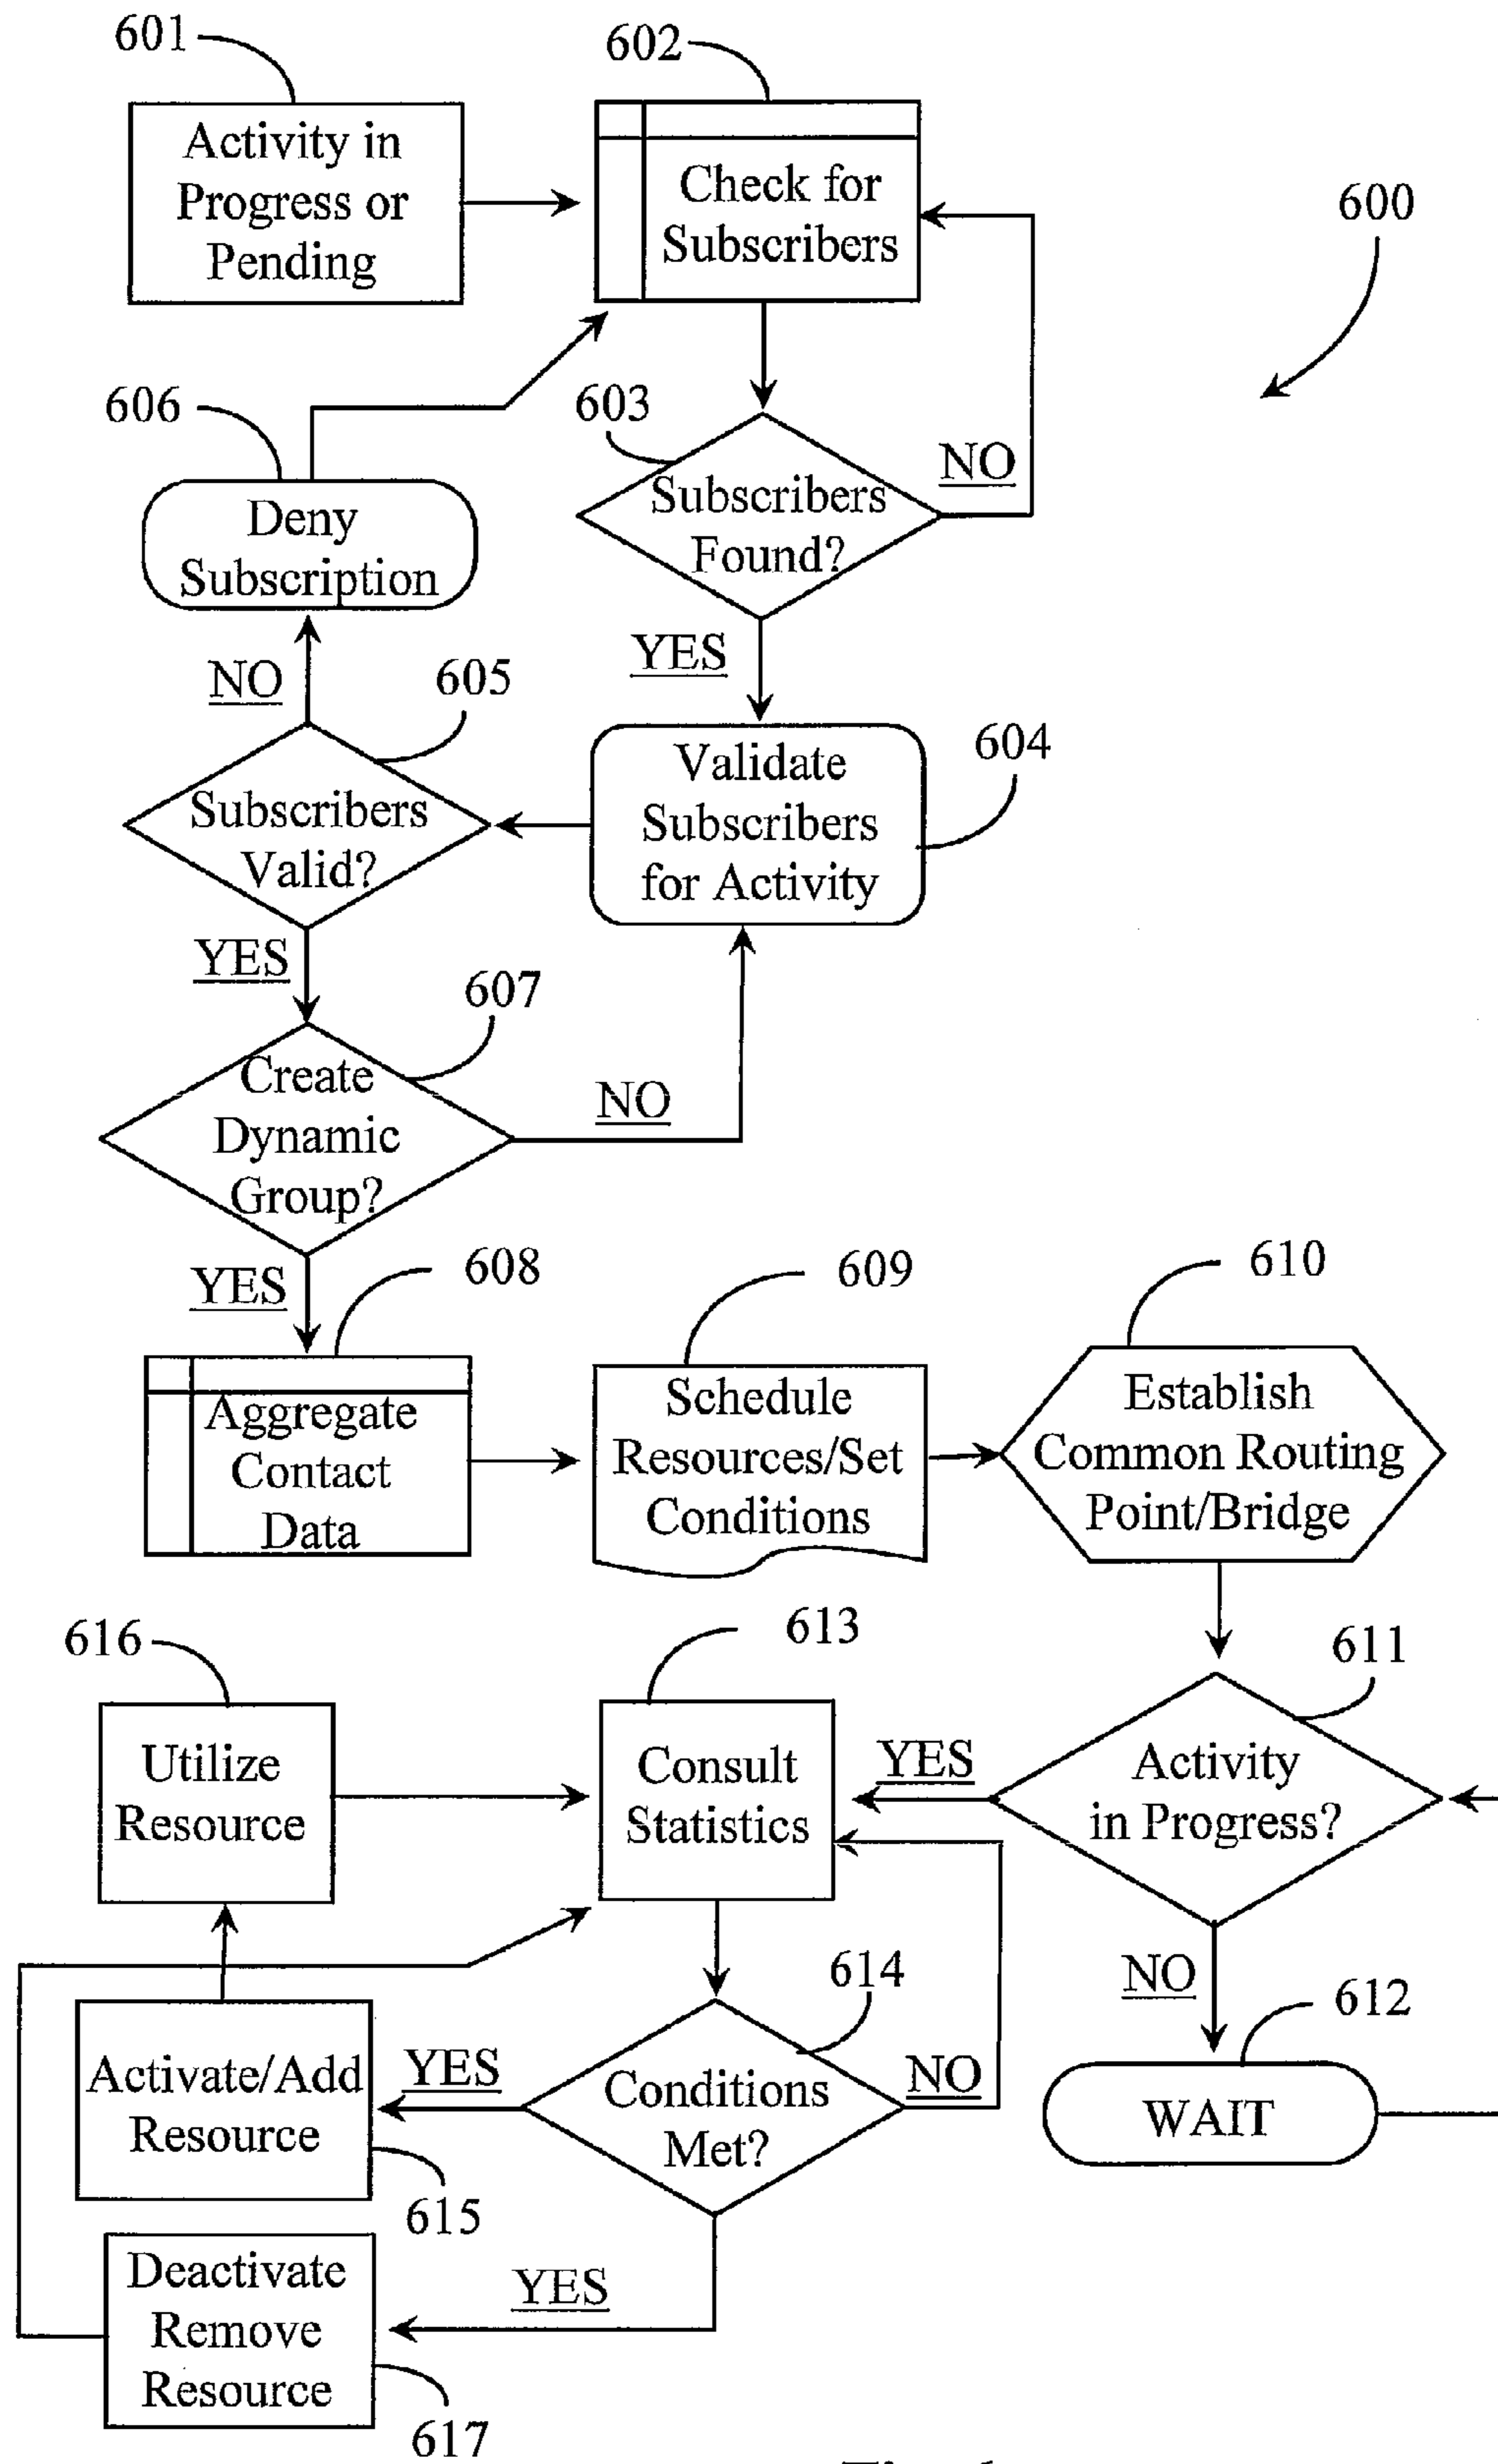 601
602
Activity in
Progress or
Pending
Check for
Subscribers
600
606
603
NO
Deny
Subscription
Subscribers
Found?
YES
NO
605
604
Subscribers
Valid?
Validate
Subscribers
for Activity
YES
607
Create
Dynamic
Group?
NO
YES
608
609
610
Aggregate
Contact
Data
Schedule
Resources/Set
Conditions
Establish
Common Routing
Point/Bridge
616
613
611
Utilize
Resource
Consult
Statistics
YES
Activity
in Progress?
614
NO
612
Activate/Add
Resource
YES
Conditions
Met?
NO
WAIT
615
Deactivate
Remove
Resource
YES
617